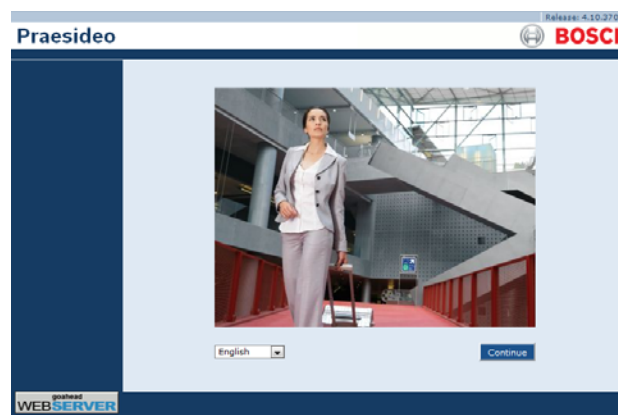 Release: 4.10.370
Praesideo
BOSCH
English
Continue
goahead
WEBSERVER